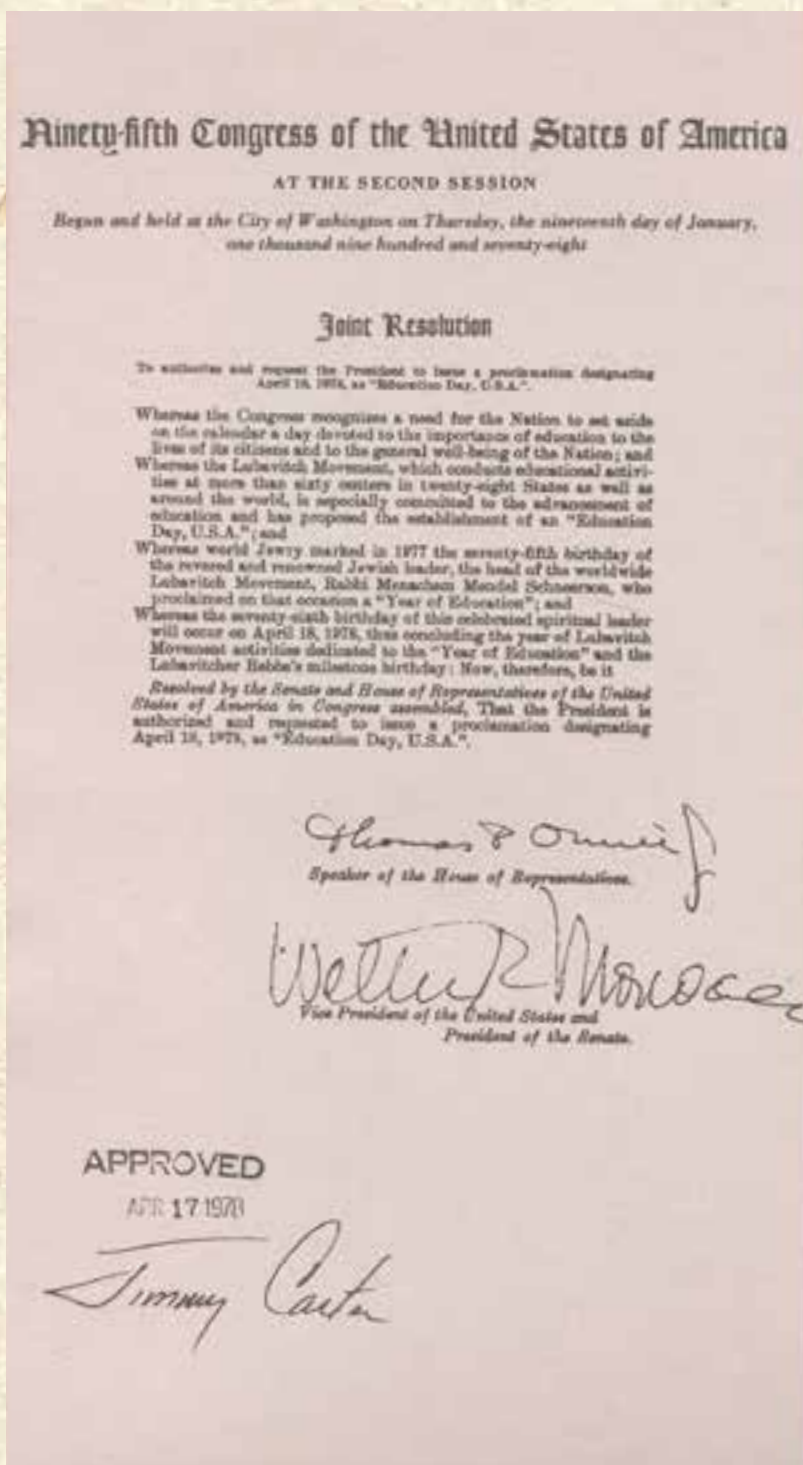 Ninety-fifth Congress of the United States of America
AT THE SECOND SESSION
Begun and held at the City of Washington on Thursday, the nineteenth day of January,
one thousand nine hundred and seventy-eight
Joint Resolution
To authorize and request the President to issue a proclamation designating
April 18, 1978, as "Education Day, U.S.A.".
Whereas the Congress recognizes a need for the Nation to set aside
on the calendar a day devoted to the importance of education to the
lives of its citizens and to the general well-being of the Nation; and
Whereas the Lubavitch Movement, which conducts educational activi-
ties at more than sixty centers in twenty-eight States as well as
around the world, is especially committed to the advancement of
education and has proposed the establishment of an "Education
Day, U.S.A."; and
Whereas world Jewry marked in 1977 the seventy-fifth birthday of
the revered and renowned Jewish leader, the head of the worldwide
Lubavitch Movement, Rabbi Menachem Mendel Schneerson, who
proclaimed on that occasion a "Year of Education"; and
Whereas the seventy-sixth birthday of this celebrated spiritual leader
will occur on April 18, 1978, thus concluding the year of Lubavitch
Movement activities dedicated to the "Year of Education" and the
Lubavitcher Rebbe's milestone birthday: Now, therefore, be it
Resolved by the Senate and House of Representatives of the United
States of America in Congress assembled, That the President is
authorized and requested to issue a proclamation designating
April 18, 1978, as "Education Day, U.S.A.".
Thomas P O'Neill Jr
Speaker of the House of Representatives.
Walter F Mondale
Vice President of the United States and
President of the Senate.
APPROVED
APR 17 1978
Jimmy Carter